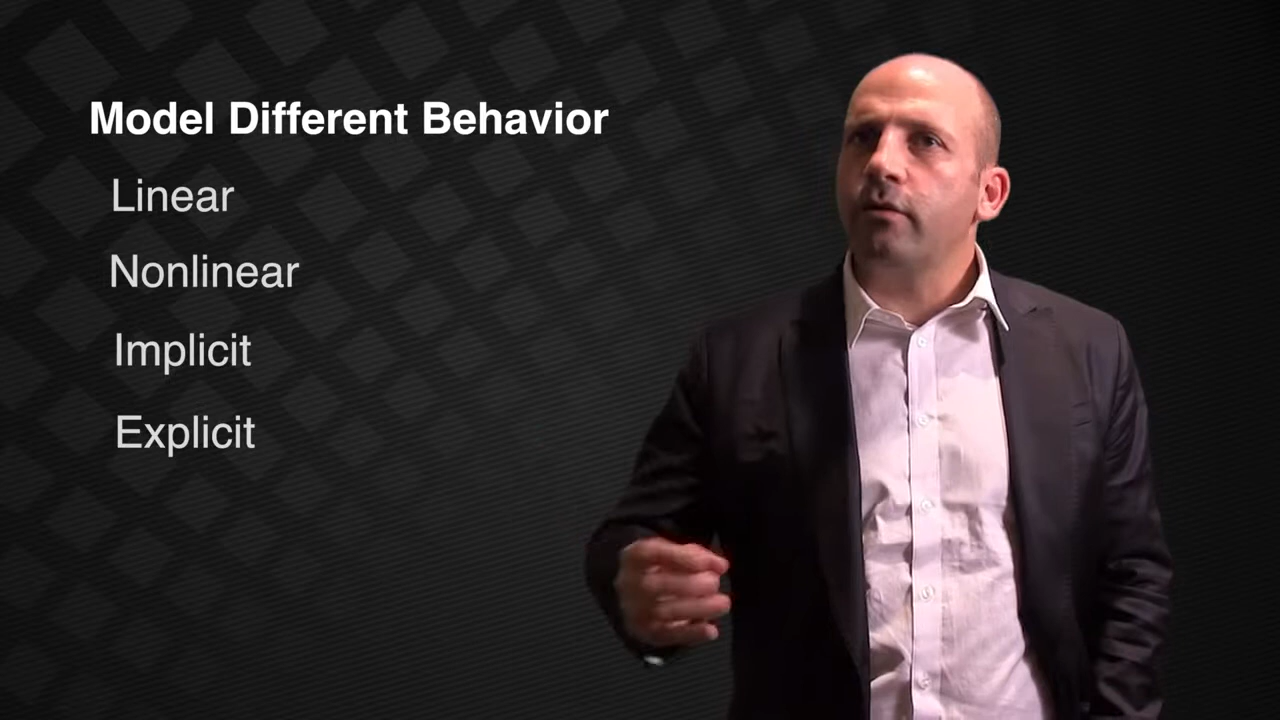 Model Different Behavior
Linear
Nonlinear
Implicit
Explicit